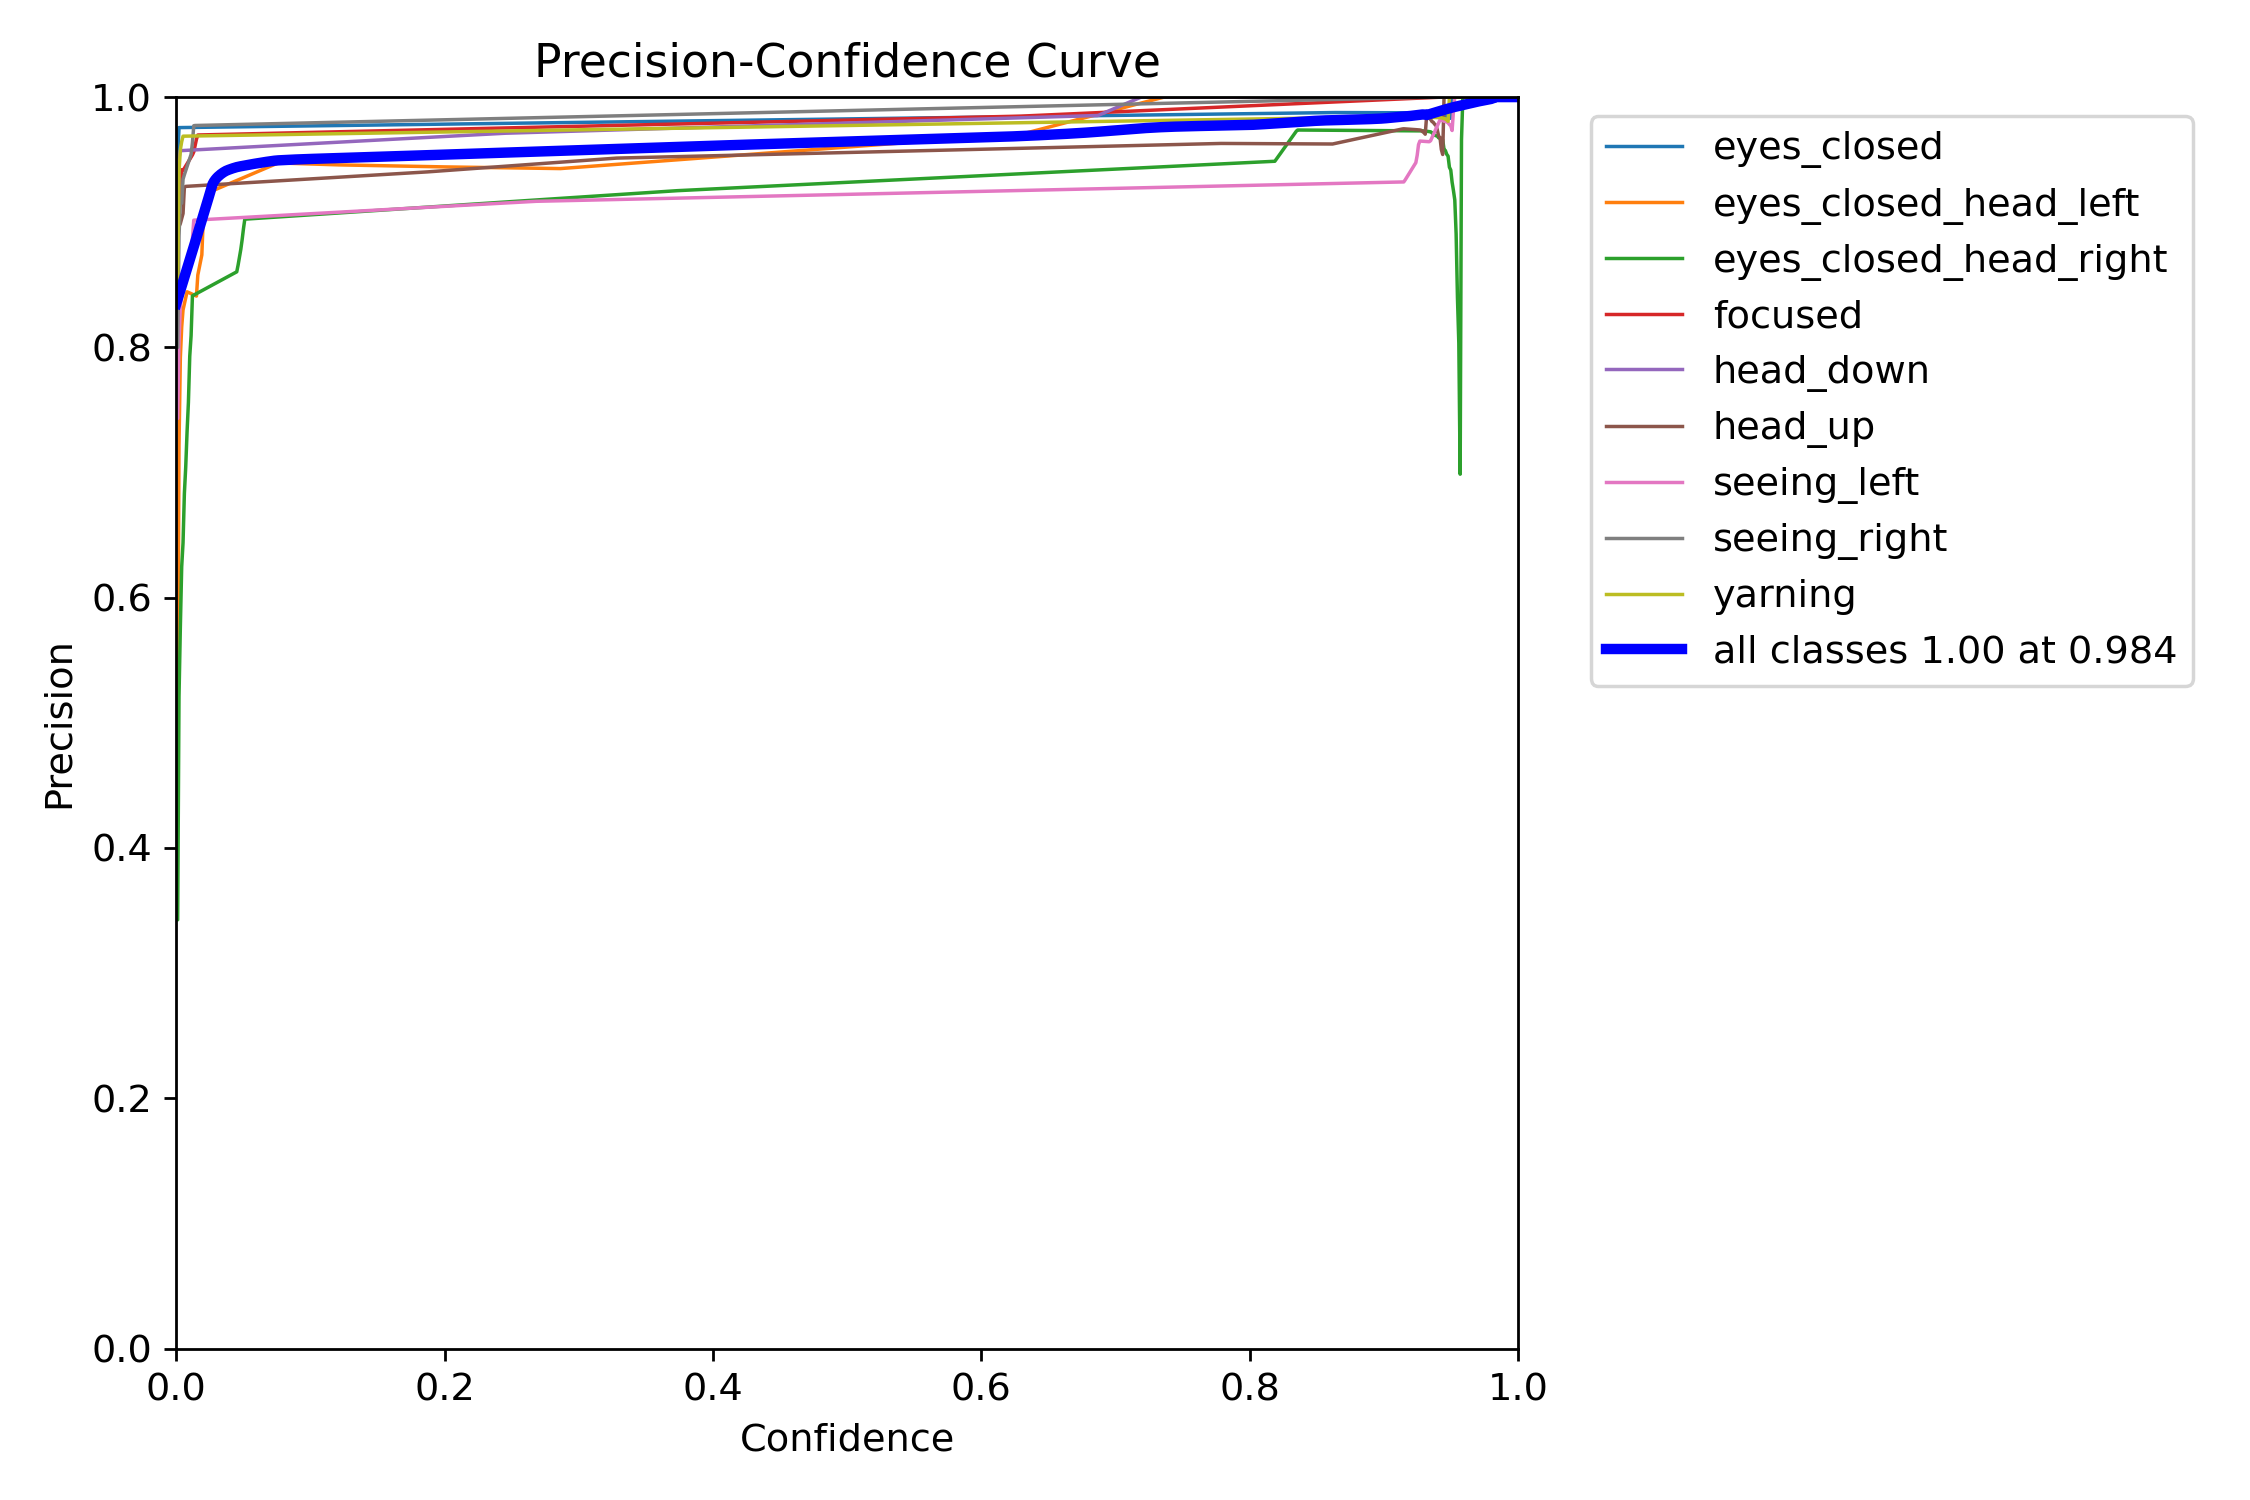 Precision-Confidence Curve
1.0
0.8
0.6
0.4
0.2
0.0
Precision
0.0 0.2 0.4 0.6 0.8 1.0
Confidence
eyes_closed
eyes_closed_head_left
eyes_closed_head_right
focused
head_down
head_up
seeing_left
seeing_right
yarning
all classes 1.00 at 0.984